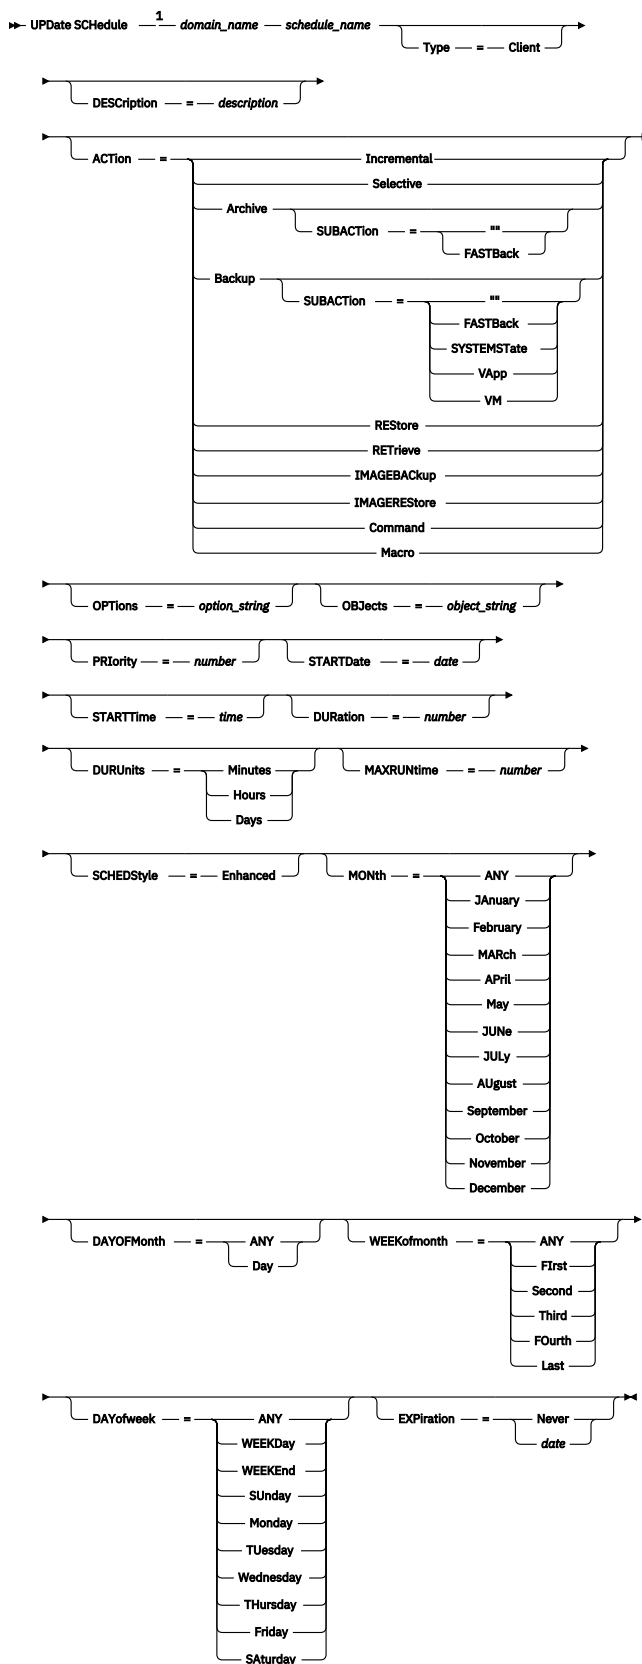 1
UPDate SCHedule domain_name schedule_name
Type = Client
DESCription = description
ACTion = Incremental
Selective
Archive
SUBACTion = ""
FASTBack
Backup
SUBACTion = ""
FASTBack
SYSTEMSTate
VApp
VM
REStore
RETrieve
IMAGEBACkup
IMAGEREStore
Command
Macro
OPTions = option_string OBJects = object_string
PRIority = number STARTDate = date
STARTTime = time DURation = number
DURUnits = Minutes MAXRUNtime = number
Hours
Days
SCHEDStyle = Enhanced MONth = ANY
JAnuary
February
MARch
APril
May
JUNe
JULy
AUgust
September
October
November
December
DAYOFMonth = ANY WEEKofmonth = ANY
Day FIrst
Second
Third
FOurth
Last
DAYofweek = ANY EXPiration = Never
WEEKDay date
WEEKEnd
SUnday
Monday
TUesday
Wednesday
THursday
Friday
SAturday